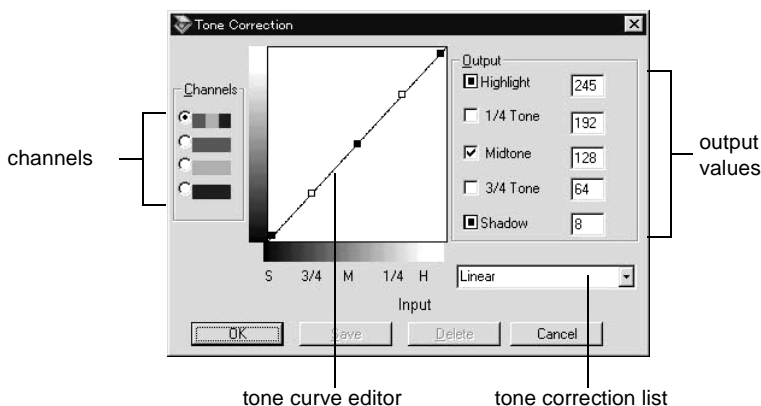 Tone Correction
Channels
Output
Highlight 245
1/4 Tone 192
Midtone 128
3/4 Tone 64
Shadow 8
channels
output
values
S 3/4 M 1/4 H
Linear
Input
OK Save Delete Cancel
tone curve editor tone correction list